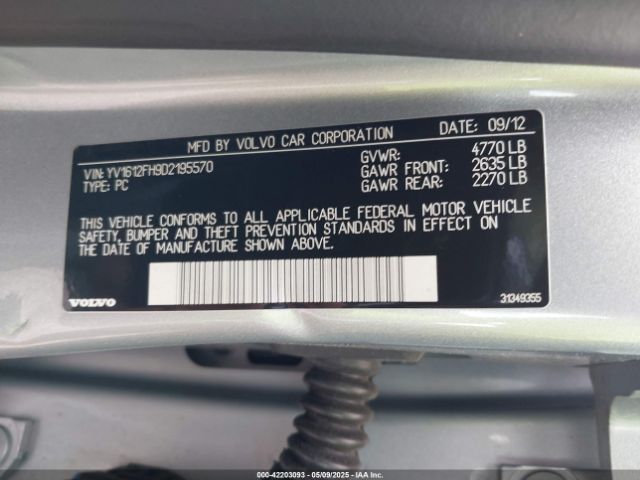 MFD BY VOLVO CAR CORPORATION DATE: 09/12
VIN: YV1612FH9D2195570 GVWR: 4770 LB
TYPE: PC GAWR FRONT: 2635 LB
GAWR REAR: 2270 LB
THIS VEHICLE CONFORMS TO ALL APPLICABLE FEDERAL MOTOR VEHICLE
SAFETY, BUMPER AND THEFT PREVENTION STANDARDS IN EFFECT ON
THE DATE OF MANUFACTURE SHOWN ABOVE.
VOLVO 31349355
000-42203093 - 05/09/2025 - IAAI.com